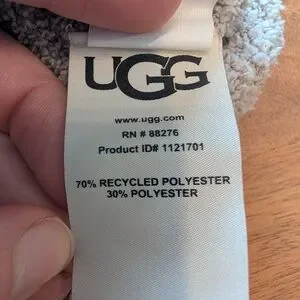 UGG
www.ugg.com
RN # 88276
Product ID# 1121701
70% RECYCLED POLYESTER
30% POLYESTER